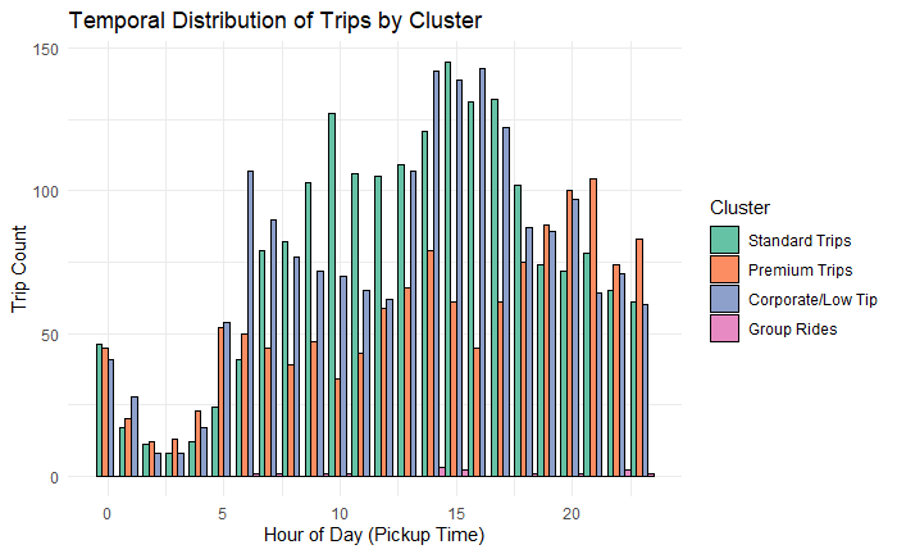 Temporal Distribution of Trips by Cluster
150
100
50
0
Trip Count
0 5 10 15 20
Hour of Day (Pickup Time)
Cluster
Standard Trips
Premium Trips
Corporate/Low Tip
Group Rides